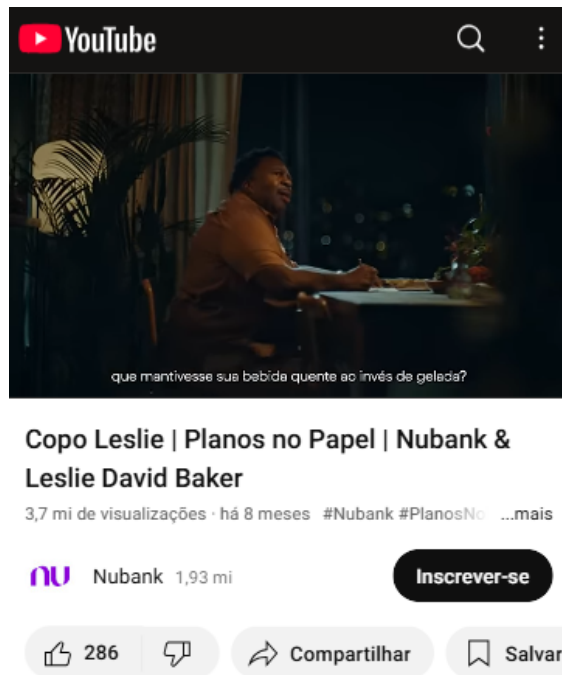 YouTube
que mantivesse sua bebida quente ao invés de gelada?
Copo Leslie | Planos no Papel | Nubank &
Leslie David Baker
3,7 mi de visualizações · há 8 meses #Nubank #PlanosNo ...mais
nu Nubank 1,93 mi Inscrever-se
286 Compartilhar Salvar